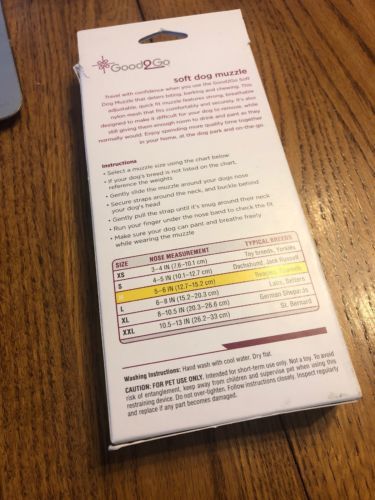 Good2Go
soft dog muzzle
Travel with confidence when you use the Good2Go Soft
Dog Muzzle that deters biting, barking and chewing. This
adjustable, quick fit muzzle features strong, breathable
nylon mesh that fits comfortably and securely. It's also
designed to make it difficult for your dog to remove, while
still giving them enough room to drink and pant as they
normally would. Enjoy spending more quality time together
in your home, at the dog park and on-the-go.
Instructions
• Select a muzzle size using the chart below
• If your dog's breed is not listed on the chart,
reference the weights
• Gently slide the muzzle around your dogs nose
• Secure straps around the neck, and buckle behind
your dog's head
• Gently pull the strap until it's snug around their neck
• Run your finger under the nose band to check the fit
• Make sure your dog can pant and breathe freely
while wearing the muzzle
SIZE NOSE MEASUREMENT TYPICAL BREEDS
XS 3-4 IN (7.6-10.1 cm) Toy breeds, Yorkies
S 4-5 IN (10.1-12.7 cm) Dachshund, Jack Russell
M 5-6 IN (12.7-15.2 cm) Beagles,
L 6-8 IN (15.2-20.3 cm) Labs, Setters
XL 8-10.5 IN (20.3-26.6 cm) German Shepards
XXL 10.5-13 IN (26.2-33 cm) St. Bernard
Washing Instructions: Hand wash with cool water. Dry flat.
CAUTION: FOR PET USE ONLY. Intended for short-term use only. Not a toy. To avoid
risk of entanglement, keep away from children and supervise pet when using this
restraining device. Do not over-tighten. Follow instructions closely. Inspect regularly
and replace if any part becomes damaged.